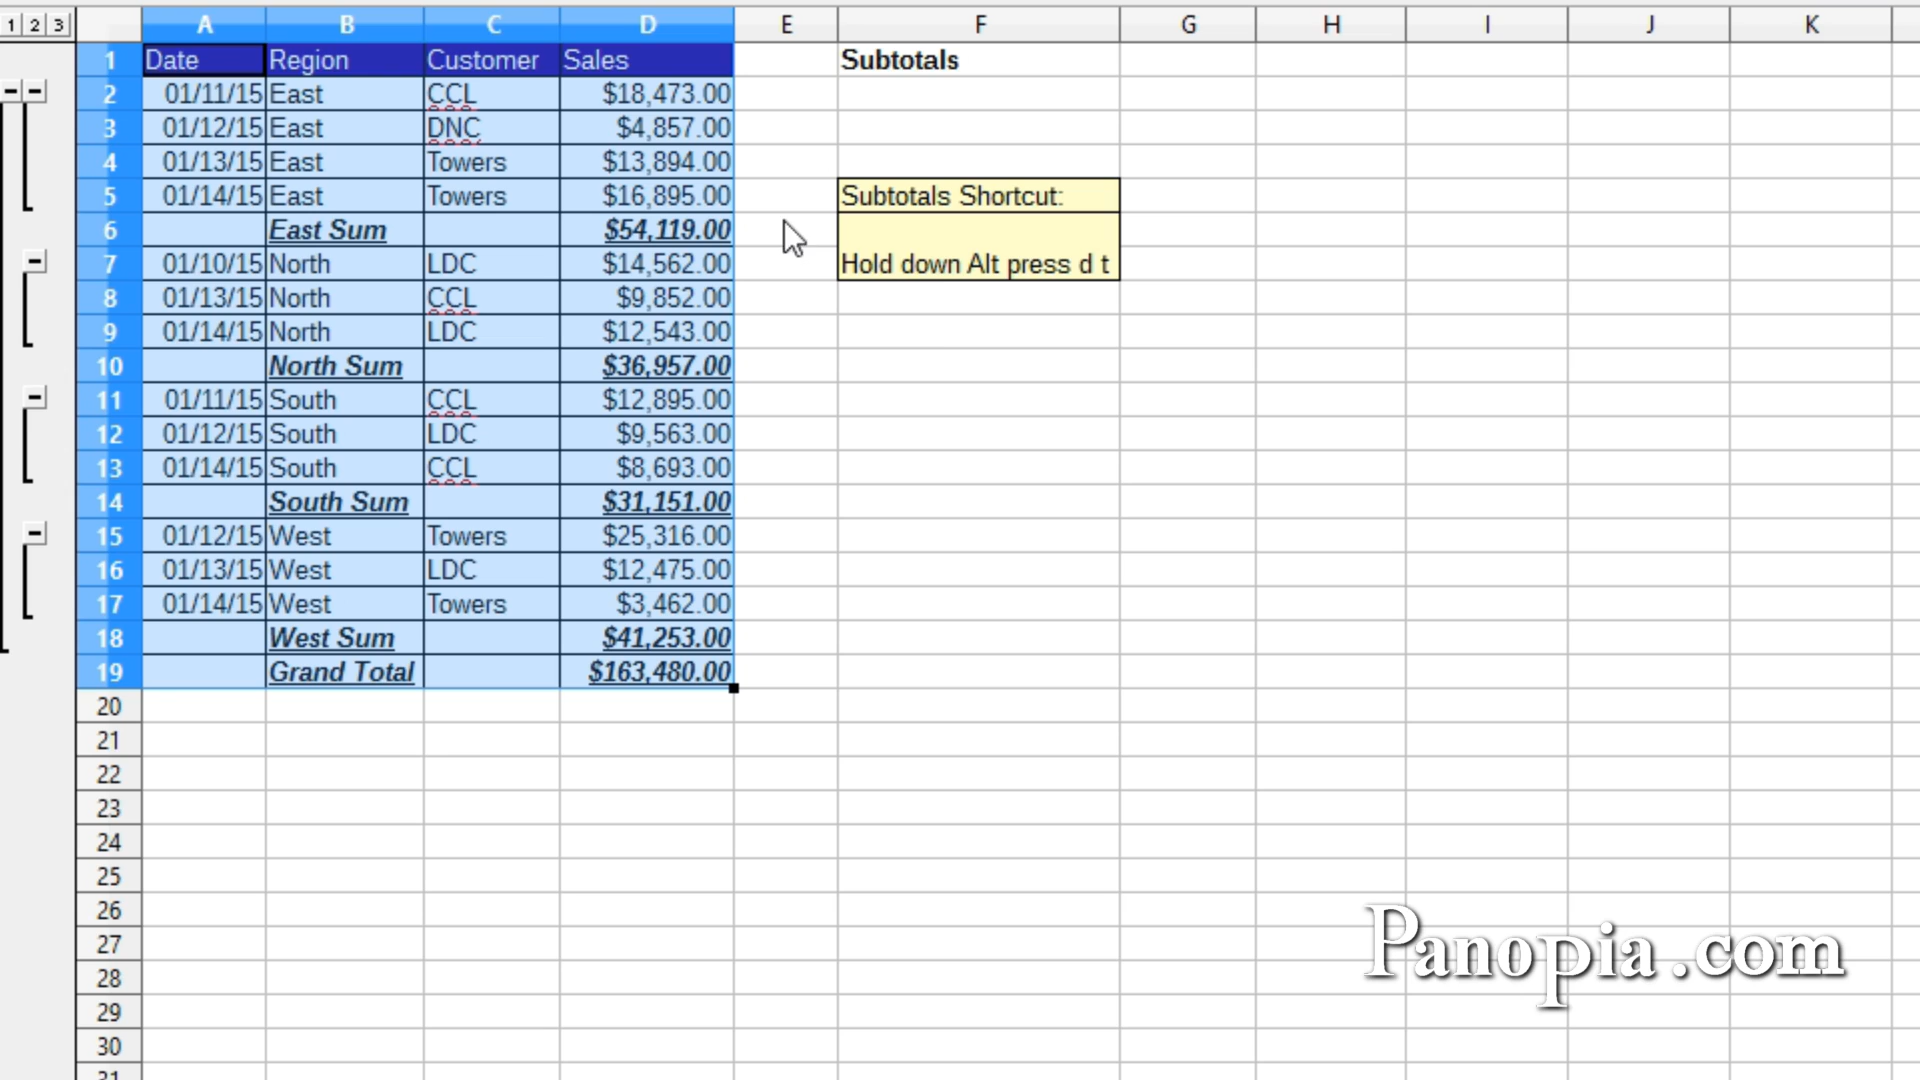 1 2 3
A B C D E F G H I J K
1 Date Region Customer Sales Subtotals
2 01/11/15 East CCL $18,473.00
3 01/12/15 East DNC $4,857.00
4 01/13/15 East Towers $13,894.00
5 01/14/15 East Towers $16,895.00 Subtotals Shortcut:
6 East Sum $54,119.00
7 01/10/15 North LDC $14,562.00 Hold down Alt press d t
8 01/13/15 North CCL $9,852.00
9 01/14/15 North LDC $12,543.00
10 North Sum $36,957.00
11 01/11/15 South CCL $12,895.00
12 01/12/15 South LDC $9,563.00
13 01/14/15 South CCL $8,693.00
14 South Sum $31,151.00
15 01/12/15 West Towers $25,316.00
16 01/13/15 West LDC $12,475.00
17 01/14/15 West Towers $3,462.00
18 West Sum $41,253.00
19 Grand Total $163,480.00
20
21
22
23
24
25
26
27 Panopia.com
28
29
30
31